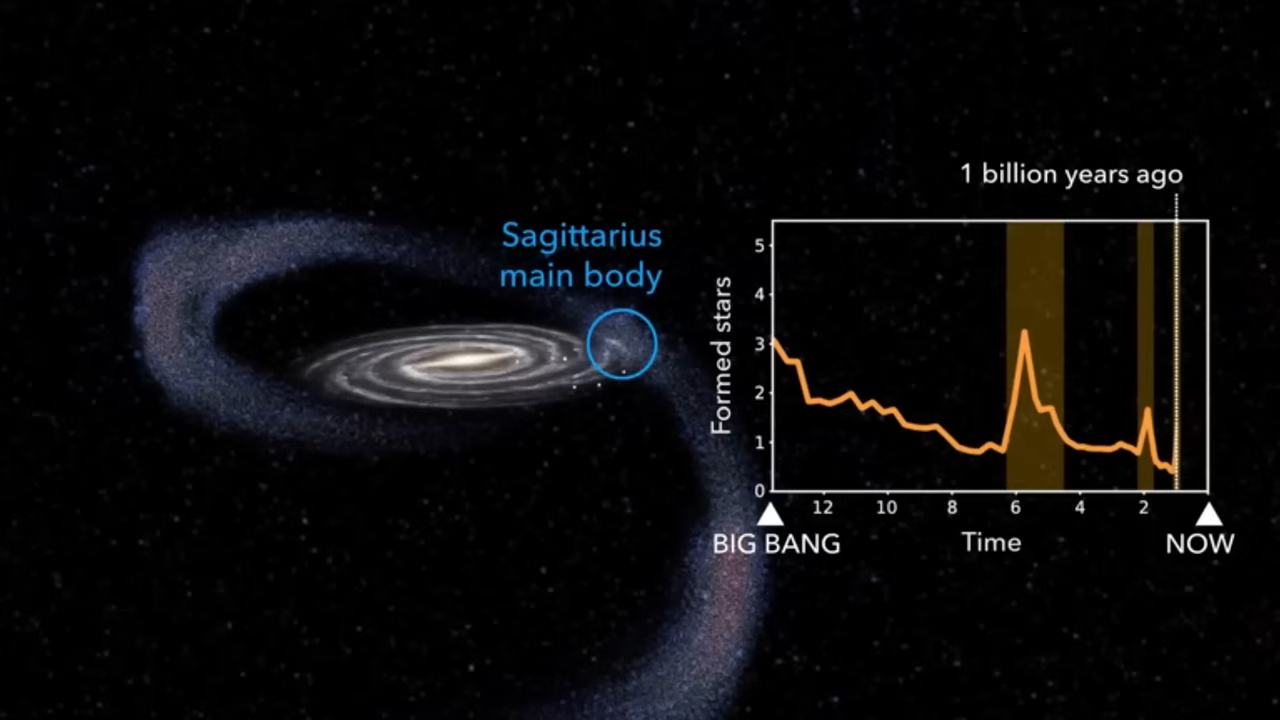 1 billion years ago
Sagittarius
main body
Formed stars
5
4
3
2
1
0
12 10 8 6 4 2
BIG BANG Time NOW